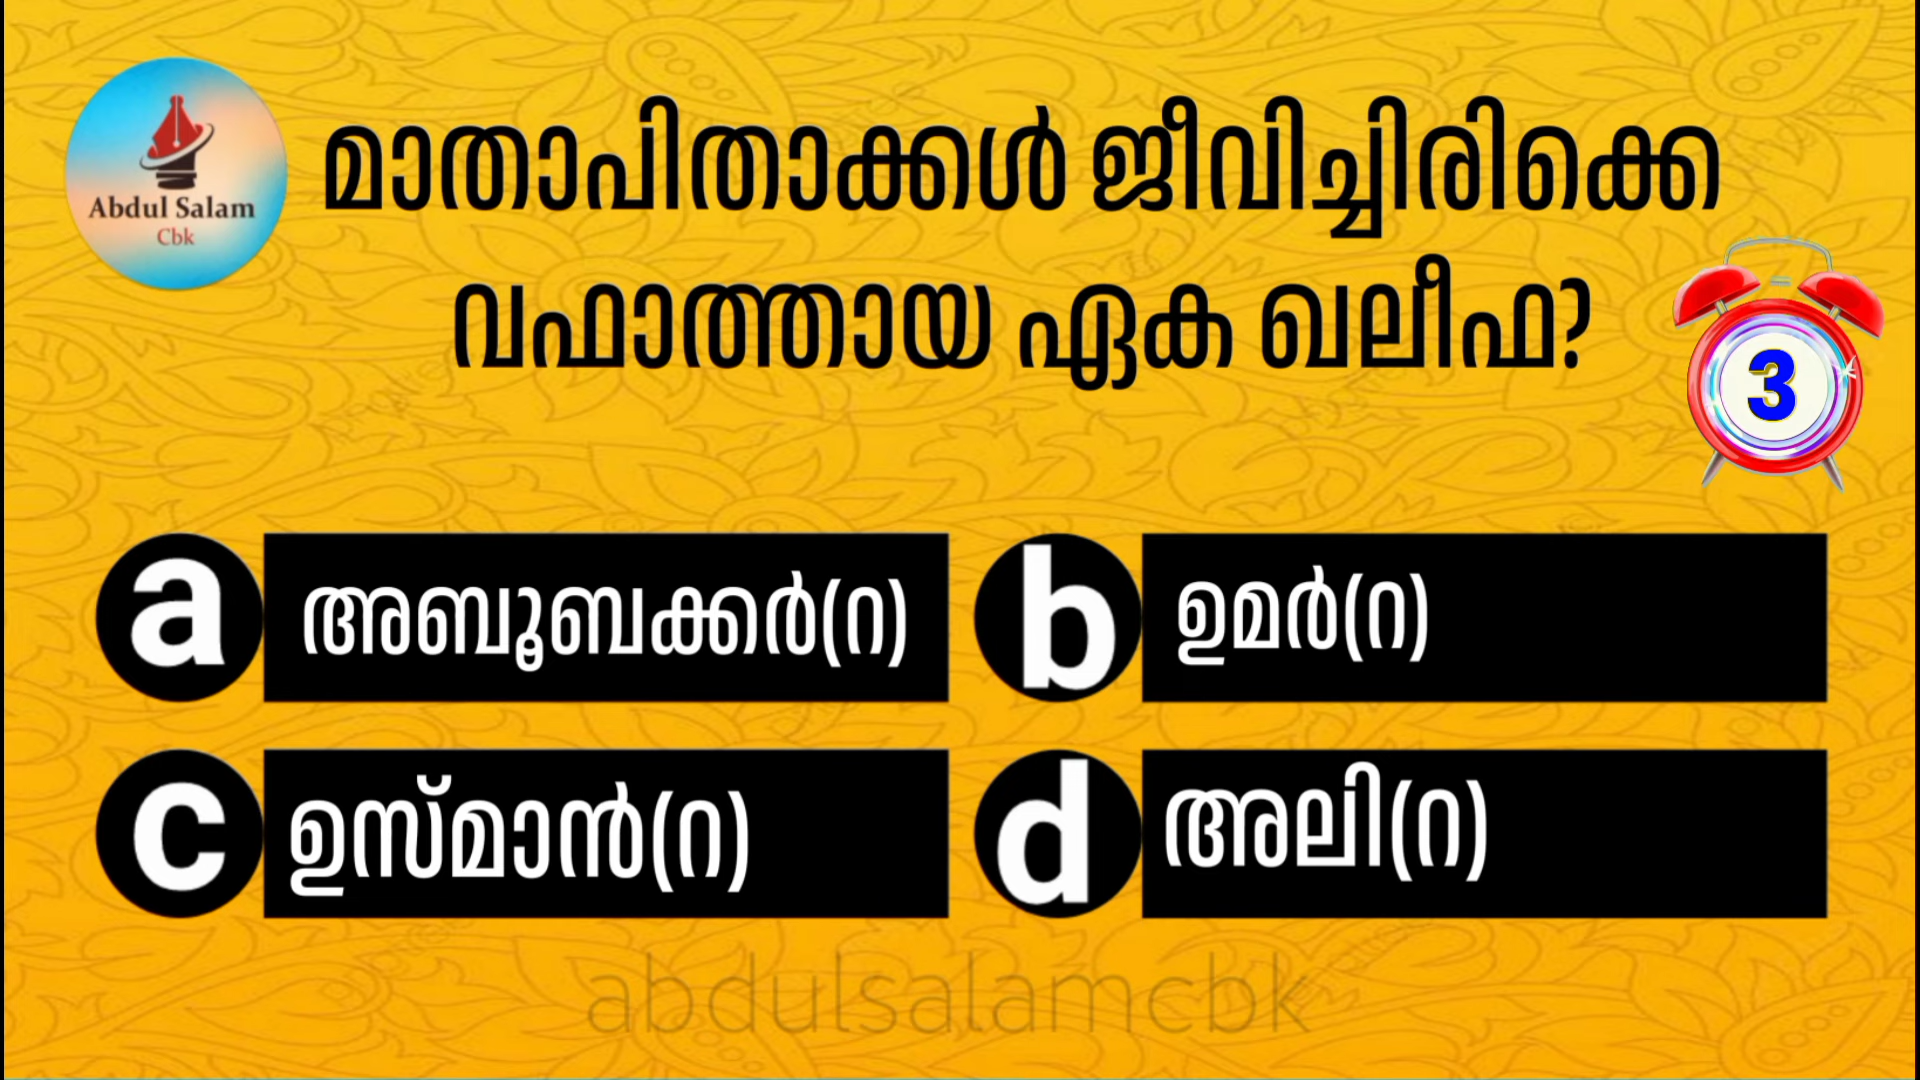 Abdul Salam
Cbk
മാതാപിതാക്കൾ ജീവിച്ചിരിക്കെ
വഫാത്തായ ഏക ഖലീഫ?
3
a അബൂബക്കർ(റ)
b ഉമർ(റ)
c ഉസ്മാൻ(റ)
d അലി(റ)
abdulsalamcbk